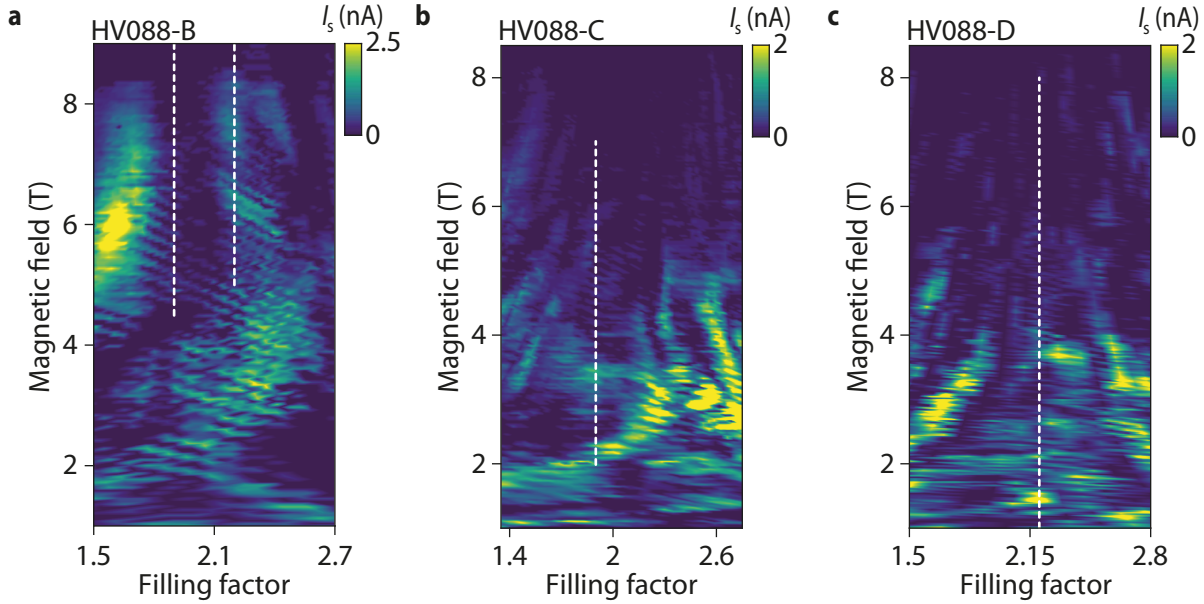 a
HV088-B
Iₛ (nA)
2.5
0
Magnetic field (T)
8
6
4
2
1.5
2.1
2.7
Filling factor
b
HV088-C
Iₛ (nA)
2
0
Magnetic field (T)
8
6
4
2
1.4
2
2.6
Filling factor
c
HV088-D
Iₛ (nA)
2
0
Magnetic field (T)
8
6
4
2
1.5
2.15
2.8
Filling factor